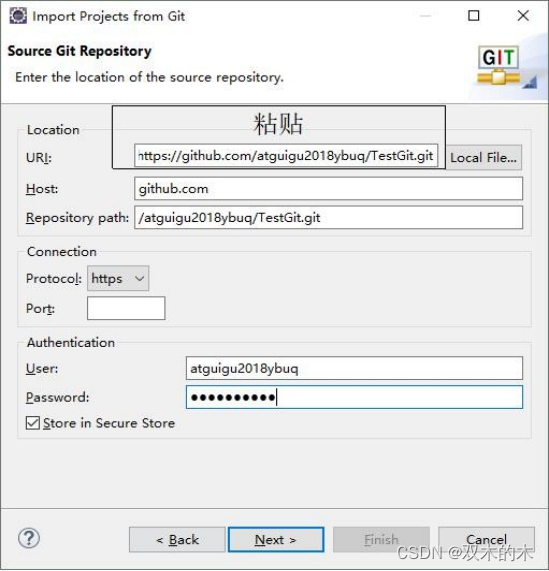 Import Projects from Git
Source Git Repository
Enter the location of the source repository.
GIT
Location
粘贴
URI: https://github.com/atguigu2018ybuq/TestGit.git Local File...
Host: github.com
Repository path: /atguigu2018ybuq/TestGit.git
Connection
Protocol: https
Port:
Authentication
User: atguigu2018ybuq
Password: ●●●●●●●●●●
Store in Secure Store
? < Back Next > Finish Cancel
CSDN @双木的木